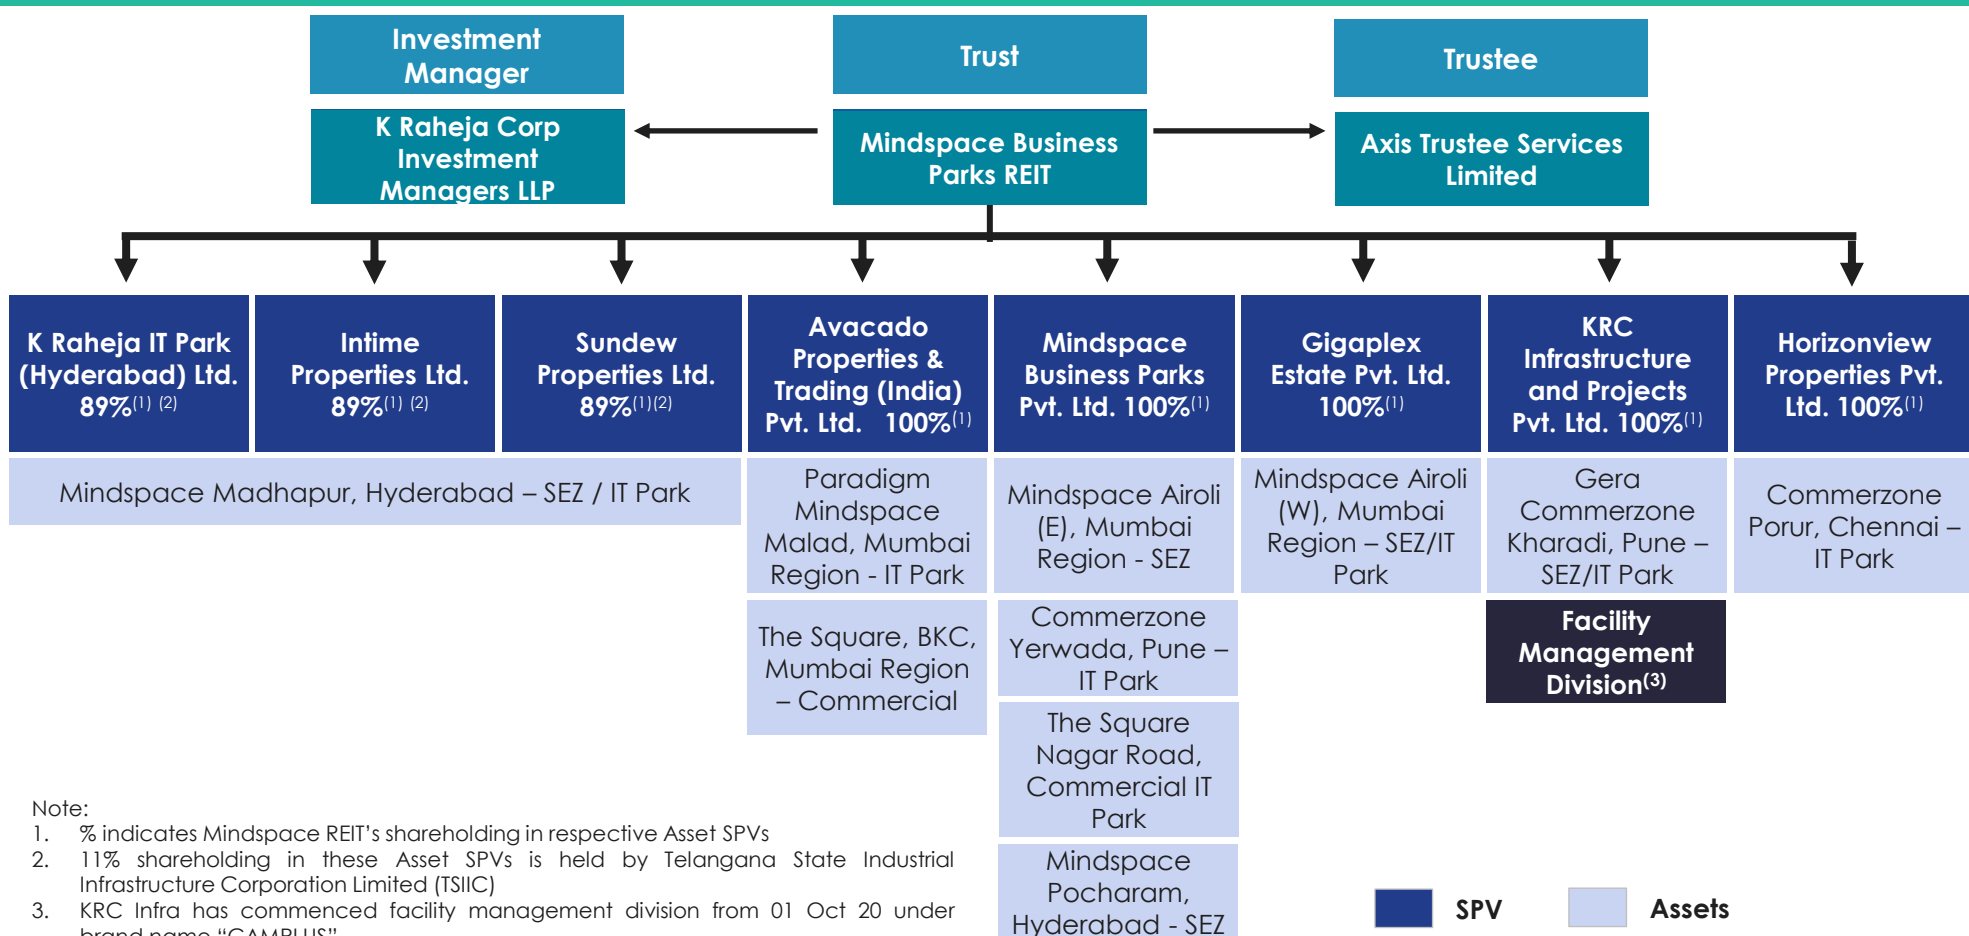 Investment
Manager
Trust
Trustee
K Raheja Corp
Investment
Managers LLP
Mindspace Business
Parks REIT
Axis Trustee Services
Limited
K Raheja IT Park
(Hyderabad) Ltd.
89%(1) (2)
Intime
Properties Ltd.
89%(1) (2)
Sundew
Properties Ltd.
89%(1)(2)
Avacado
Properties &
Trading (India)
Pvt. Ltd. 100%(1)
Mindspace
Business Parks
Pvt. Ltd. 100%(1)
Gigaplex
Estate Pvt. Ltd.
100%(1)
KRC
Infrastructure
and Projects
Pvt. Ltd. 100%(1)
Horizonview
Properties Pvt.
Ltd. 100%(1)
Mindspace Madhapur, Hyderabad – SEZ / IT Park
Paradigm
Mindspace
Malad, Mumbai
Region - IT Park
Mindspace Airoli
(E), Mumbai
Region - SEZ
Mindspace Airoli
(W), Mumbai
Region – SEZ/IT
Park
Gera
Commerzone
Kharadi, Pune –
SEZ/IT Park
Commerzone
Porur, Chennai –
IT Park
The Square, BKC,
Mumbai Region
– Commercial
Commerzone
Yerwada, Pune –
IT Park
Facility
Management
Division(3)
The Square
Nagar Road,
Commercial IT
Park
Mindspace
Pocharam,
Hyderabad - SEZ
Note:
1. % indicates Mindspace REIT's shareholding in respective Asset SPVs
2. 11% shareholding in these Asset SPVs is held by Telangana State Industrial
Infrastructure Corporation Limited (TSIIC)
3. KRC Infra has commenced facility management division from 01 Oct 20 under
brand name "CAMPLUS"
SPV
Assets